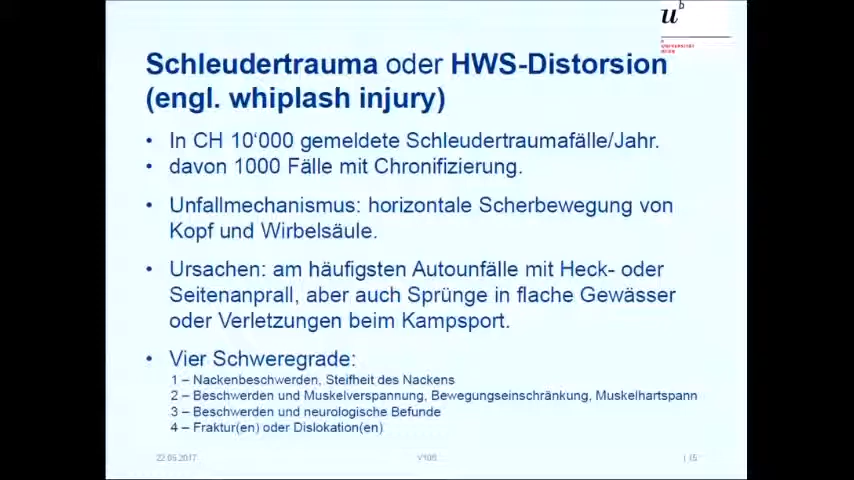 u
b
Schleudertrauma oder HWS-Distorsion
(engl. whiplash injury)
• In CH 10‘000 gemeldete Schleudertraumafälle/Jahr.
• davon 1000 Fälle mit Chronifizierung.
• Unfallmechanismus: horizontale Scherbewegung von
Kopf und Wirbelsäule.
• Ursachen: am häufigsten Autounfälle mit Heck- oder
Seitenanprall, aber auch Sprünge in flache Gewässer
oder Verletzungen beim Kampsport.
• Vier Schweregrade:
1 – Nackenbeschwerden, Steifheit des Nackens
2 – Beschwerden und Muskelverspannung, Bewegungseinschränkung, Muskelhartspann
3 – Beschwerden und neurologische Befunde
4 – Fraktur(en) oder Dislokation(en)
22.05.2017